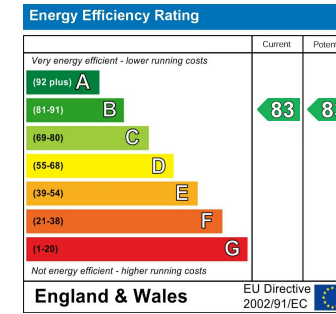 Energy Efficiency Rating
Current Potent
Very energy efficient - lower running costs
(92 plus) A
(81-91) B
83 8
(69-80) C
(55-68) D
(39-54) E
(21-38) F
(1-20) G
Not energy efficient - higher running costs
England & Wales
EU Directive
2002/91/EC